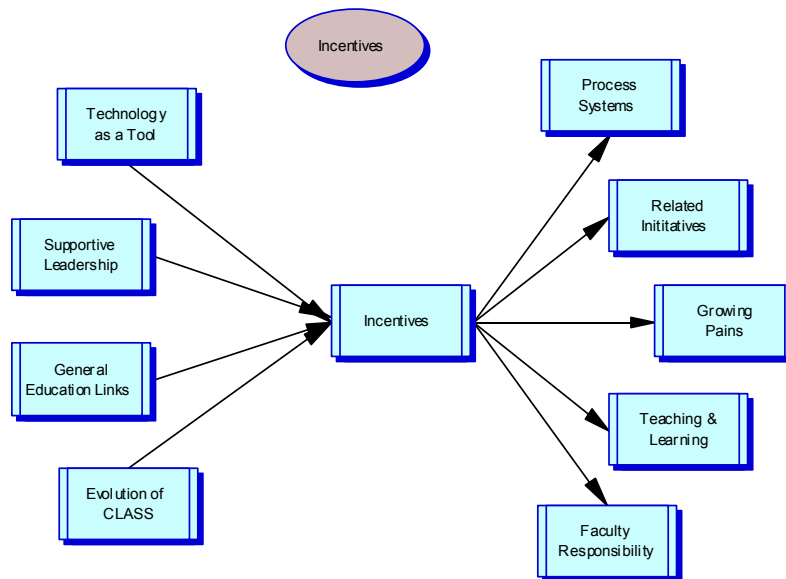 Incentives
Technology
as a Tool
Supportive
Leadership
General
Education Links
Evolution of
CLASS
Incentives
Process
Systems
Related
Inititatives
Growing
Pains
Teaching &
Learning
Faculty
Responsibility